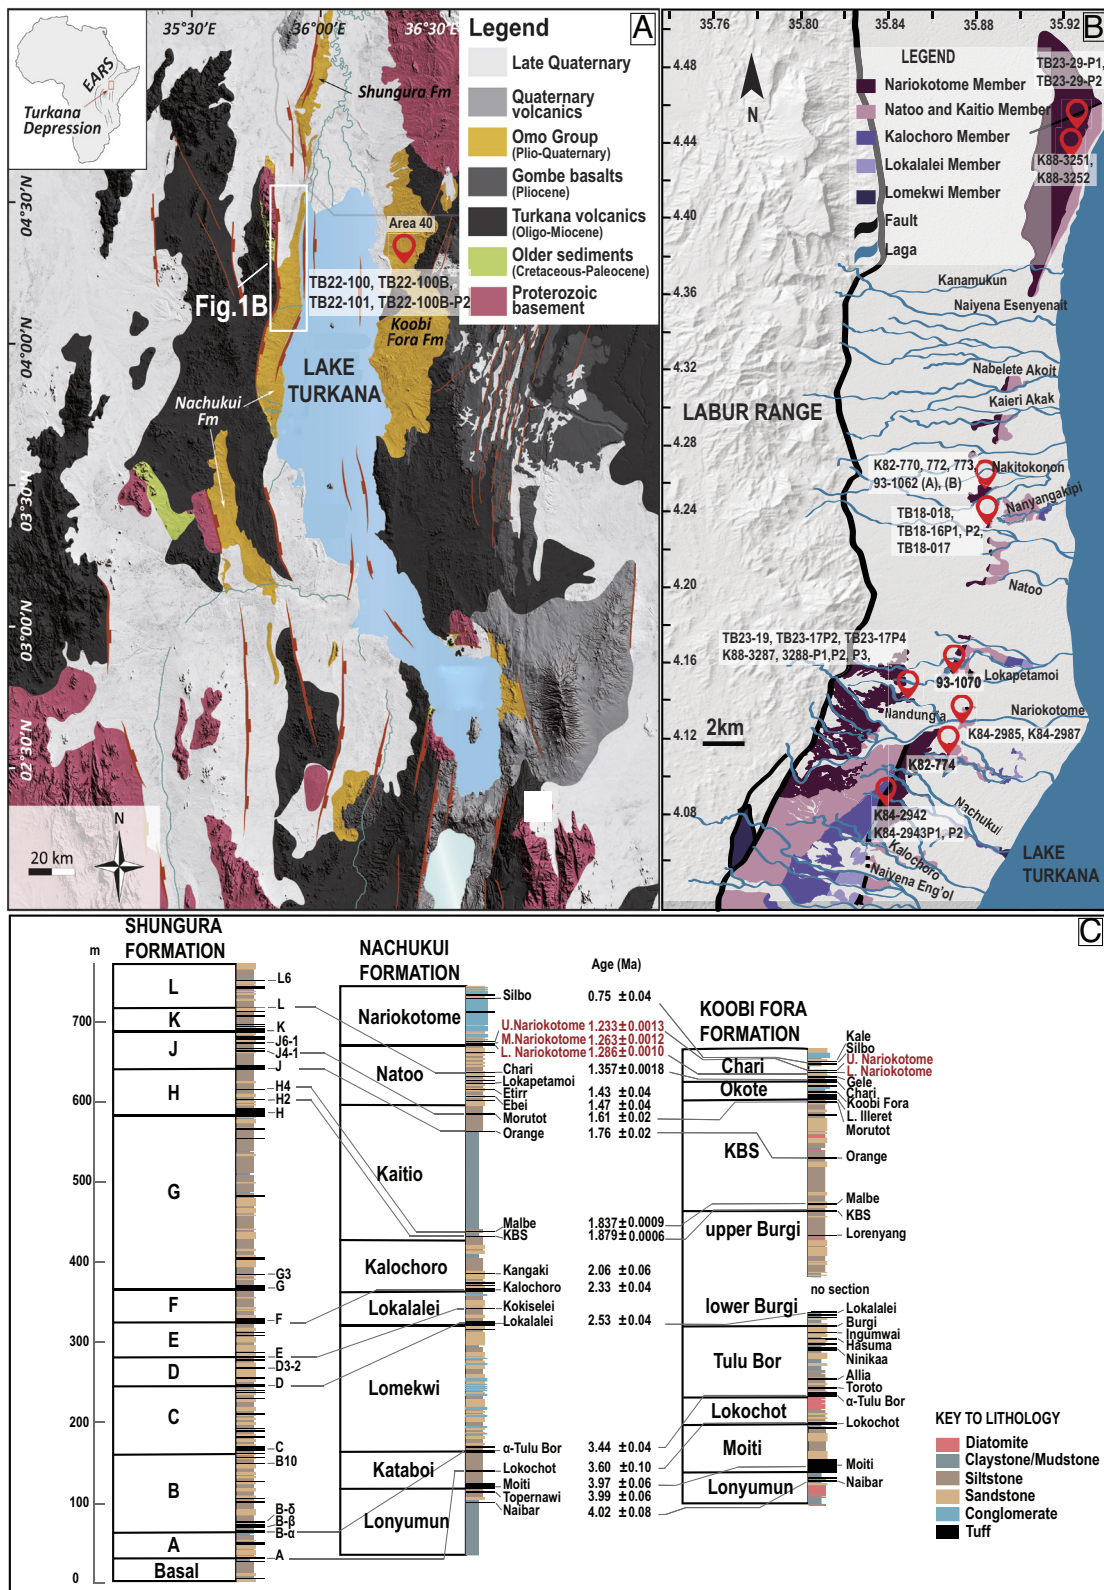 35°30'E
36°00'E
36°30'E
A
EARS
Turkana
Depression
Shungura Fm
Legend
Late Quaternary
Quaternary
volcanics
Omo Group
(Plio-Quaternary)
Gombe basalts
(Pliocene)
Turkana volcanics
(Oligo-Miocene)
Older sediments
(Cretaceous-Paleocene)
Proterozoic
basement
04°30'N
04°00'N
03°30'N
03°00'N
02°30'N
Area 40
Fig.1B
TB22-100, TB22-100B,
TB22-101, TB22-100B-P2
Koobi
Fora Fm
LAKE
TURKANA
Nachukui
Fm
N
20 km
35.76
35.80
35.84
35.88
35.92
B
4.48
4.44
4.40
4.36
4.32
4.28
4.24
4.20
4.16
4.12
4.08
N
LEGEND
Nariokotome Member
Natoo and Kaitio Member
Kalochoro Member
Lokalalei Member
Lomekwi Member
Fault
Laga
TB23-29-P1,
TB23-29-P2
K88-3251,
K88-3252
Kanamukun
Naiyena Esenyenait
Nabelete Akoit
Kaieri Akak
LABUR RANGE
K82-770, 772, 773,
93-1062 (A), (B)
Nakitokonon
Nanyangakipi
TB18-018,
TB18-16P1, P2,
TB18-017
Natoo
TB23-19, TB23-17P2, TB23-17P4
K88-3287, 3288-P1,P2, P3,
93-1070
Lokapetamoi
Nandung'a
Nariokotome
K84-2985, K84-2987
2km
K82-774
K84-2942
K84-2943P1, P2
Nachukui
Kalochoro
Naiyena Eng'ol
LAKE
TURKANA
C
SHUNGURA
FORMATION
m
700
600
500
400
300
200
100
0
L
K
J
H
G
F
E
D
C
B
A
Basal
L6
L
K
J6-1
J4-1
J
H4
H2
H
G3
G
F
E
D3-2
D
C
B10
B-δ
B-β
B-α
A
NACHUKUI
FORMATION
Nariokotome
Natoo
Kaitio
Kalochoro
Lokalalei
Lomekwi
Kataboi
Lonyumun
Age (Ma)
Silbo 0.75 ±0.04
U.Nariokotome 1.233±0.0013
M.Nariokotome 1.263±0.0012
L. Nariokotome 1.286±0.0010
Chari 1.357±0.0018
Lokapetamoi
Etirr 1.43 ±0.04
Ebei 1.47 ±0.04
Morutot 1.61 ±0.02
Orange 1.76 ±0.02
Malbe 1.837±0.0009
KBS 1.879±0.0006
Kangaki 2.06 ±0.06
Kalochoro 2.33 ±0.04
Kokiselei
Lokalalei 2.53 ±0.04
α-Tulu Bor 3.44 ±0.04
Lokochot 3.60 ±0.10
Moiti 3.97 ±0.06
Topernawi 3.99 ±0.06
Naibar 4.02 ±0.08
KOOBI FORA
FORMATION
Chari
Okote
KBS
upper Burgi
lower Burgi
Tulu Bor
Lokochot
Moiti
Lonyumun
Kale
Silbo
U. Nariokotome
L. Nariokotome
Gele
Chari
Koobi Fora
L. Illeret
Morutot
Orange
Malbe
KBS
Lorenyang
no section
Lokalalei
Burgi
Ingumwai
Hasuma
Ninikaa
Allia
Toroto
α-Tulu Bor
Lokochot
Moiti
Naibar
KEY TO LITHOLOGY
Diatomite
Claystone/Mudstone
Siltstone
Sandstone
Conglomerate
Tuff